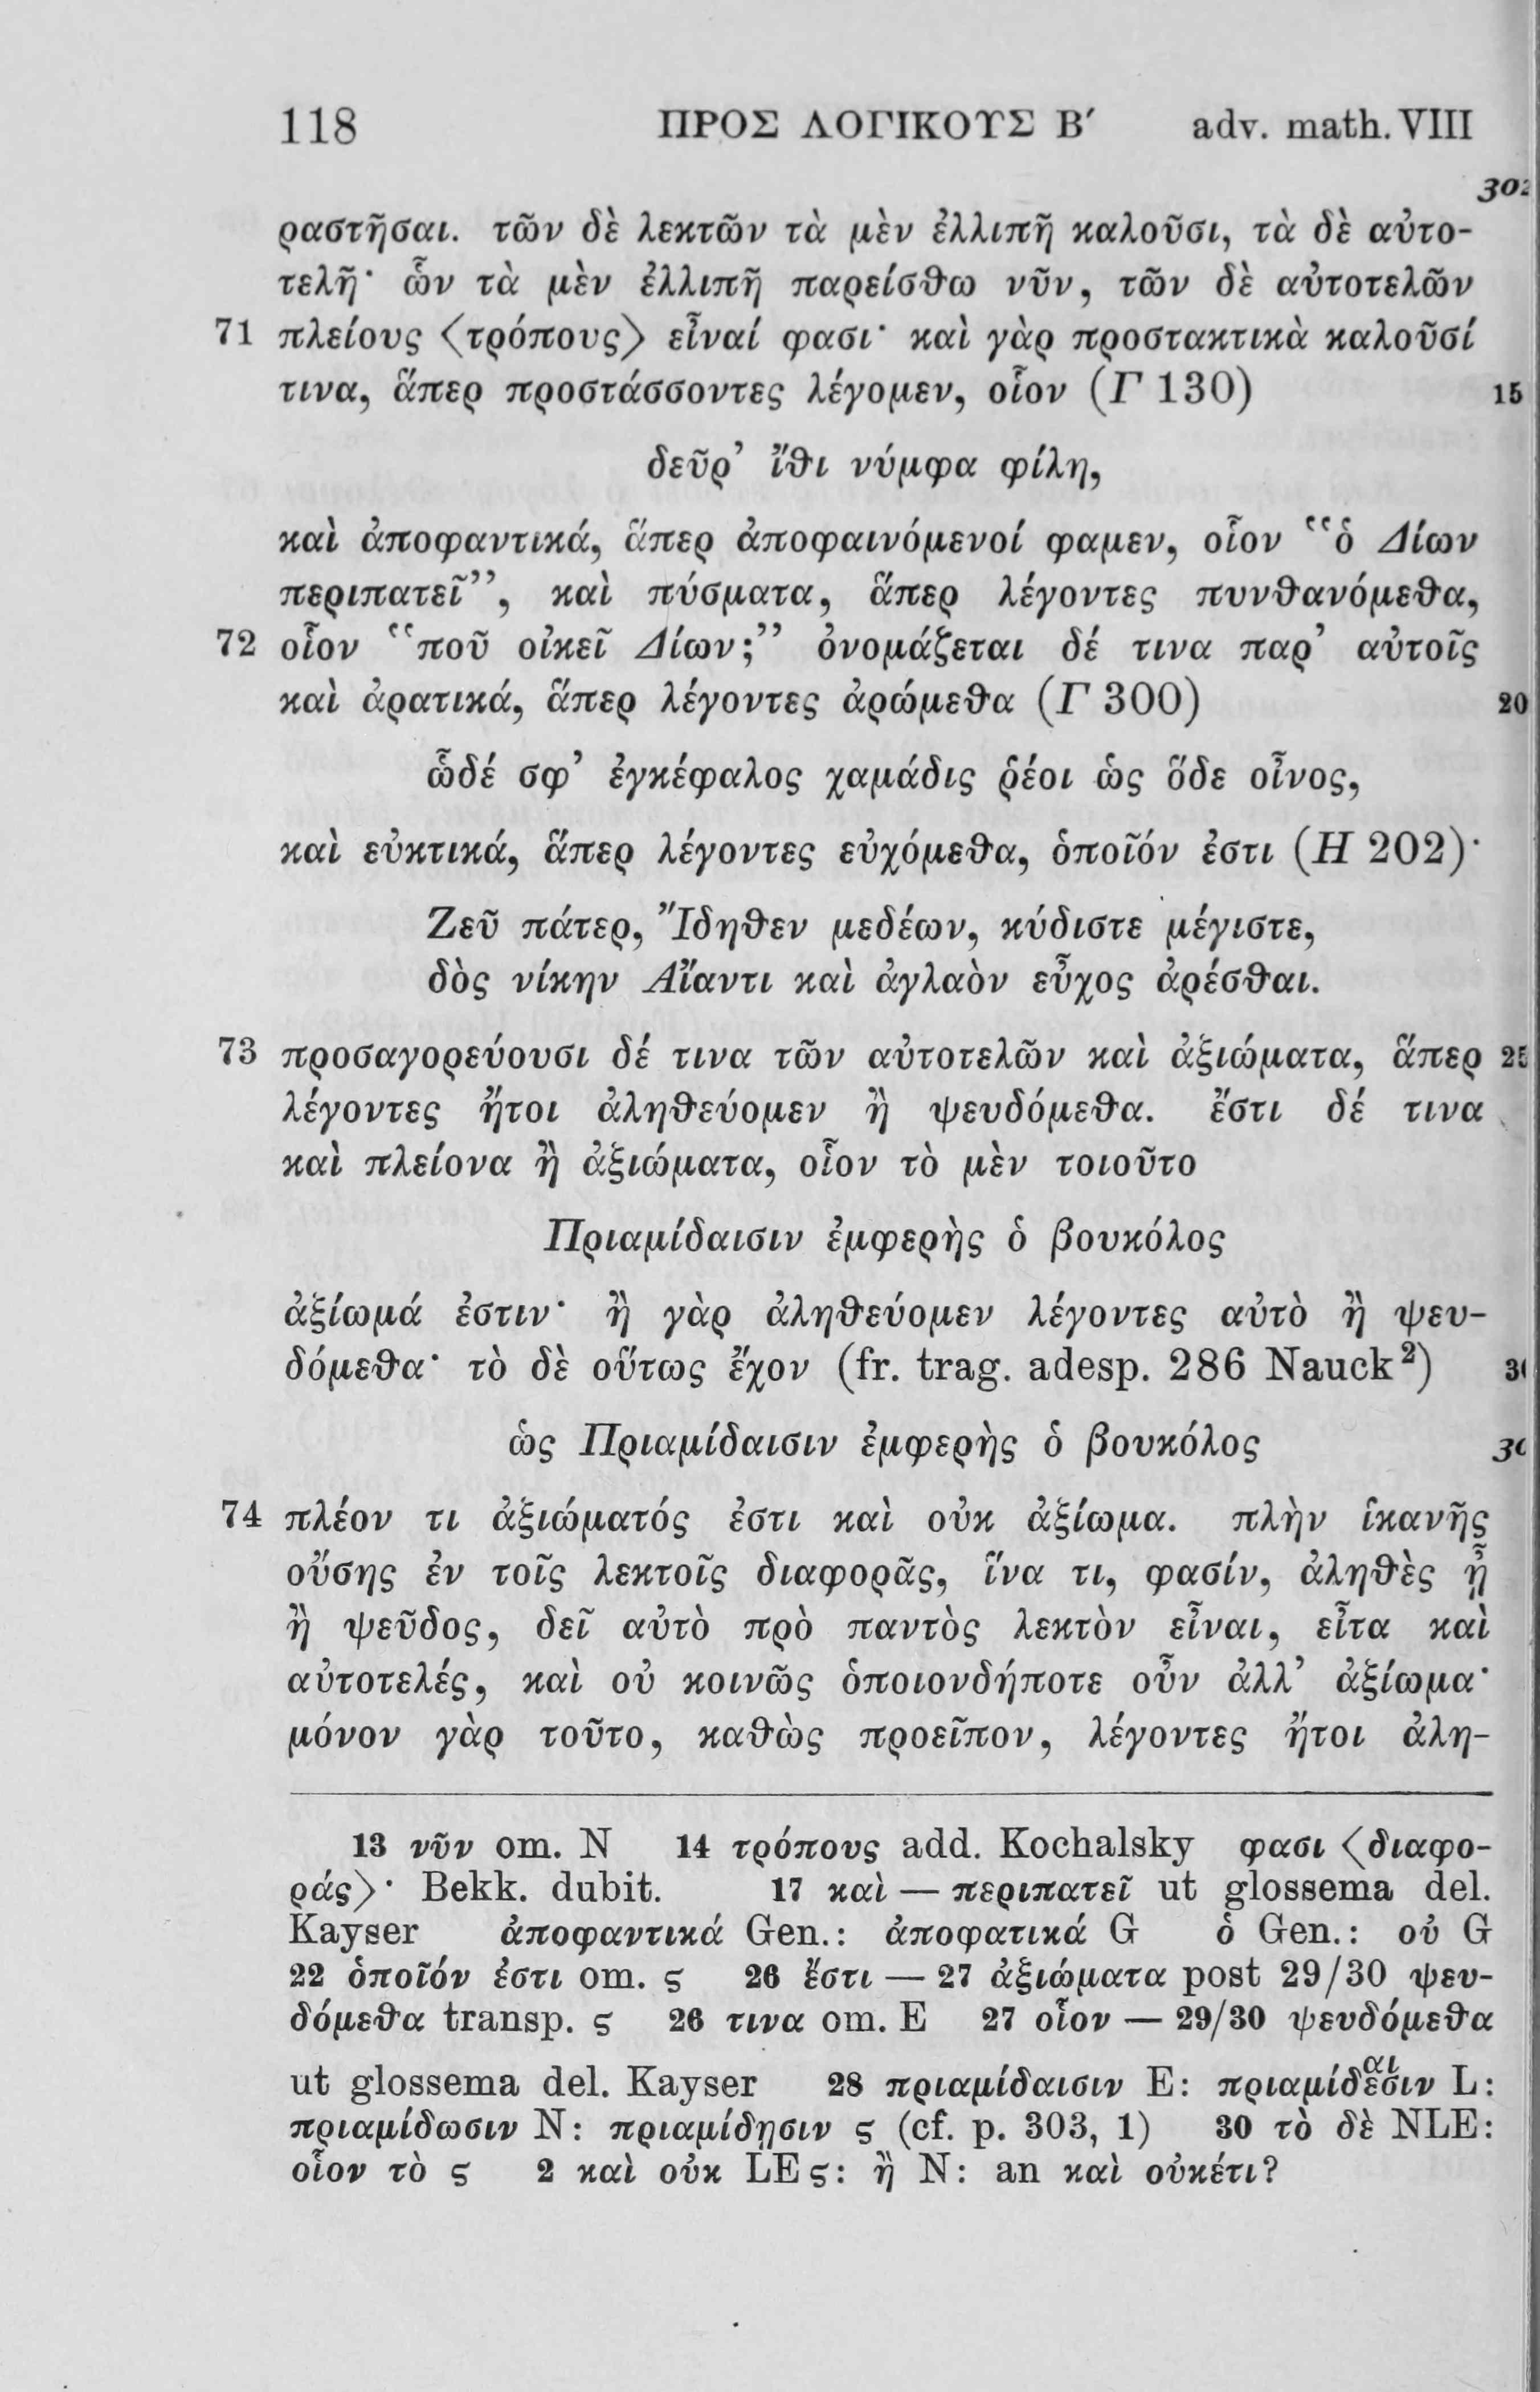 118 ΠΡΟΣ ΛΟΓΙΚΟΥΣ Β′ adv. math. VIII
302
ραστῆσαι. τῶν δὲ λεκτῶν τὰ μὲν ἐλλιπῆ καλοῦσι, τὰ δὲ αὐτο-
τελῆ· ὧν τὰ μὲν ἐλλιπῆ παρείσθω νῦν, τῶν δὲ αὐτοτελῶν
71 πλείους ⟨τρόπους⟩ εἶναί φασι· καὶ γὰρ προστακτικὰ καλοῦσί
τινα, ἅπερ προστάσσοντες λέγομεν, οἷον (Γ 130) 15
δεῦρ’ ἴθι νύμφα φίλη,
καὶ ἀποφαντικά, ἅπερ ἀποφαινόμενοί φαμεν, οἷον “ὁ Δίων
περιπατεῖ”, καὶ πύσματα, ἅπερ λέγοντες πυνθανόμεθα,
72 οἷον “ποῦ οἰκεῖ Δίων;” ὀνομάζεται δέ τινα παρ’ αὐτοῖς
καὶ ἀρατικά, ἅπερ λέγοντες ἀρώμεθα (Γ 300) 20
ὧδέ σφ’ ἐγκέφαλος χαμάδις ῥέοι ὡς ὅδε οἶνος,
καὶ εὐκτικά, ἅπερ λέγοντες εὐχόμεθα, ὁποῖόν ἐστι (Η 202)·
Ζεῦ πάτερ, Ἴδηθεν μεδέων, κύδιστε μέγιστε,
δὸς νίκην Αἴαντι καὶ ἀγλαὸν εὖχος ἀρέσθαι.
73 προσαγορεύουσι δέ τινα τῶν αὐτοτελῶν καὶ ἀξιώματα, ἅπερ 25
λέγοντες ἤτοι ἀληθεύομεν ἢ ψευδόμεθα. ἔστι δέ τινα
καὶ πλείονα ἢ ἀξιώματα, οἷον τὸ μὲν τοιοῦτο
Πριαμίδαισιν ἐμφερὴς ὁ βουκόλος
ἀξίωμά ἐστιν· ἢ γὰρ ἀληθεύομεν λέγοντες αὐτὸ ἢ ψευ-
δόμεθα· τὸ δὲ οὕτως ἔχον (fr. trag. adesp. 286 Nauck²)
ὡς Πριαμίδαισιν ἐμφερὴς ὁ βουκόλος
74 πλέον τι ἀξιώματός ἐστι καὶ οὐκ ἀξίωμα. πλὴν ἱκανῆς
οὔσης ἐν τοῖς λεκτοῖς διαφορᾶς, ἵνα τι, φασίν, ἀληθὲς ᾖ
ἢ ψεῦδος, δεῖ αὐτὸ πρὸ παντὸς λεκτὸν εἶναι, εἶτα καὶ
αὐτοτελές, καὶ οὐ κοινῶς ὁποιονδήποτε οὖν ἀλλ’ ἀξίωμα·
μόνον γὰρ τοῦτο, καθὼς προεῖπον, λέγοντες ἤτοι ἀλη-
13 νῦν om. N 14 τρόπους add. Kochalsky φασι ⟨διαφο-
ράς⟩· Bekk. dubit. 17 καὶ — περιπατεῖ ut glossema del.
Kayser ἀποφαντικά Gen.: ἀποφατικά G ὁ Gen.: οὐ G
22 ὁποῖόν ἐστι om. ς 26 ἔστι — 27 ἀξιώματα post 29/30 ψευ-
δόμεθα transp. ς 26 τινα om. E 27 οἷον — 29/30 ψευδόμεθα
ut glossema del. Kayser 28 πριαμίδαισιν E: πριαμίδεαισιν L:
πριαμίδωσιν N: πριαμίδῃσιν ς (cf. p. 303, 1) 30 τὸ δὲ NLE:
οἷον τὸ ς 2 καὶ οὐκ LEς: ἢ N: an καὶ οὐκέτι?